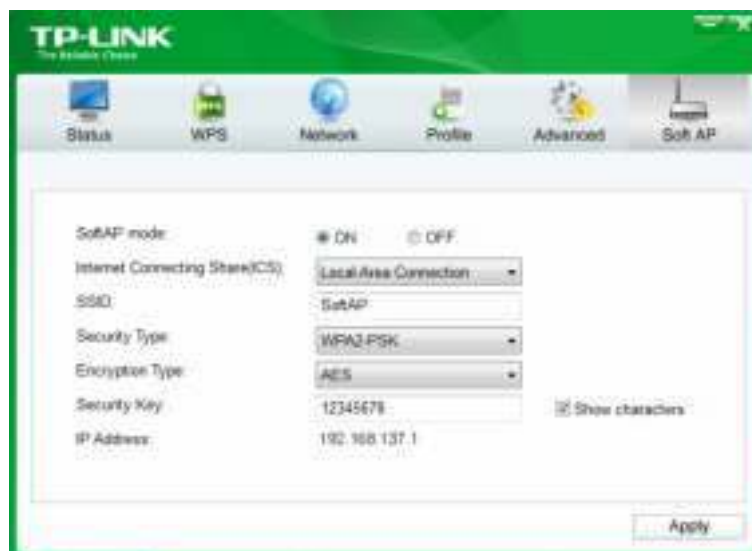 TP-LINK
The Reliable Choice
Status WPS Network Profile Advanced Soft AP
SoftAP mode: ON OFF
Internet Connecting Share(ICS): Local Area Connection
SSID: SoftAP
Security Type: WPA2-PSK
Encryption Type: AES
Security Key: 12345678 Show characters
IP Address: 192.168.137.1
Apply